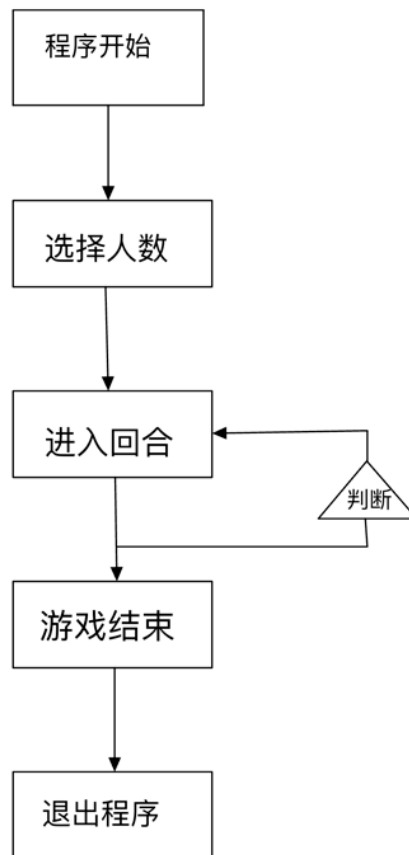 程序开始
选择人数
进入回合
判断
游戏结束
退出程序